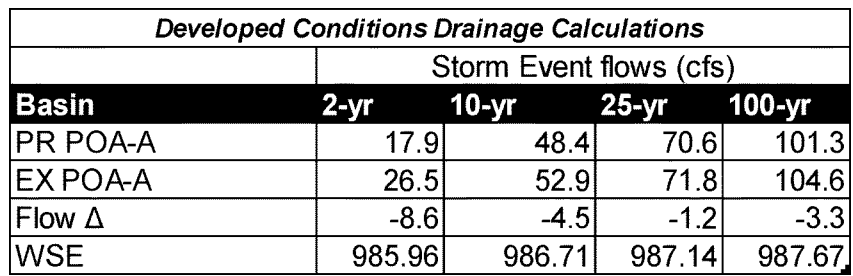 Developed Conditions Drainage Calculations
Storm Event flows (cfs)
Basin 2-yr 10-yr 25-yr 100-yr
PR POA-A 17.9 48.4 70.6 101.3
EX POA-A 26.5 52.9 71.8 104.6
Flow Δ -8.6 -4.5 -1.2 -3.3
WSE 985.96 986.71 987.14 987.67